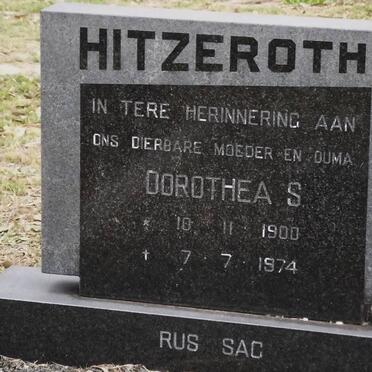 HITZEROTH
IN TERE HERINNERING AAN
ONS DIERBARE MOEDER EN OUMA
DOROTHEA S
* 10 11 1900
† 7 7 1974
RUS SAG